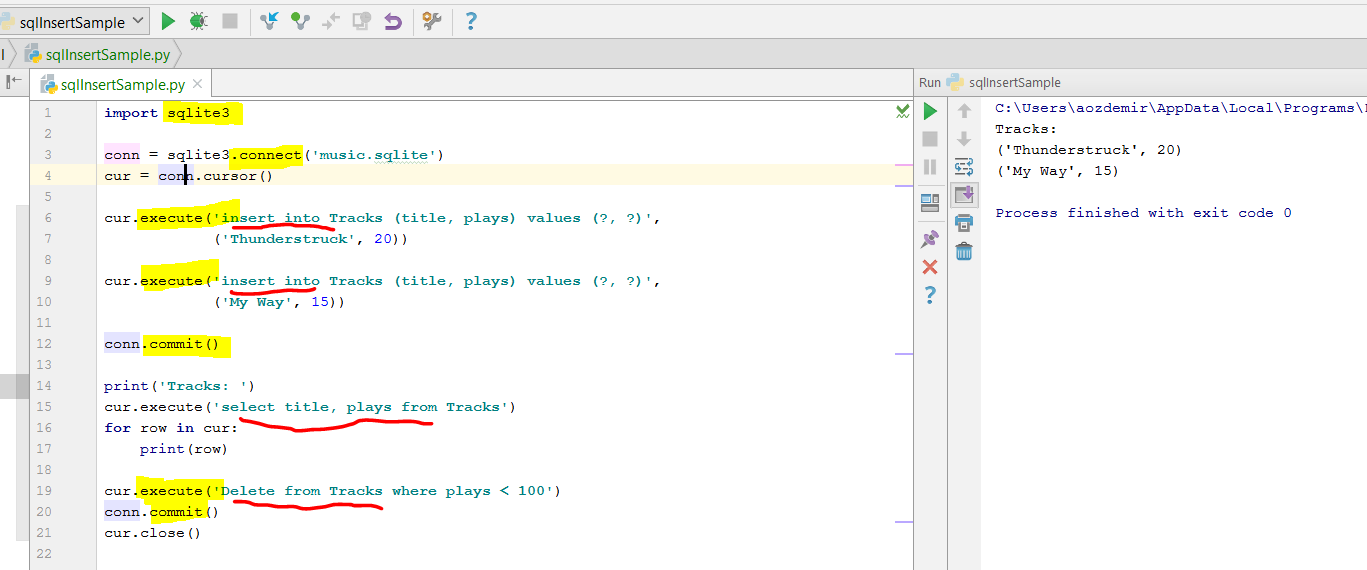 sqlInsertSample
?
sqlInsertSample.py
sqlInsertSample.py
1 import sqlite3
2
3 conn = sqlite3.connect('music.sqlite')
4 cur = conn.cursor()
5
6 cur.execute('insert into Tracks (title, plays) values (?, ?)',
7 ('Thunderstruck', 20))
8
9 cur.execute('insert into Tracks (title, plays) values (?, ?)',
10 ('My Way', 15))
11
12 conn.commit()
13
14 print('Tracks: ')
15 cur.execute('select title, plays from Tracks')
16 for row in cur:
17 print(row)
18
19 cur.execute('Delete from Tracks where plays < 100')
20 conn.commit()
21 cur.close()
22
Run sqlInsertSample
C:\Users\aozdemir\AppData\Local\Programs\
Tracks:
('Thunderstruck', 20)
('My Way', 15)
Process finished with exit code 0
?